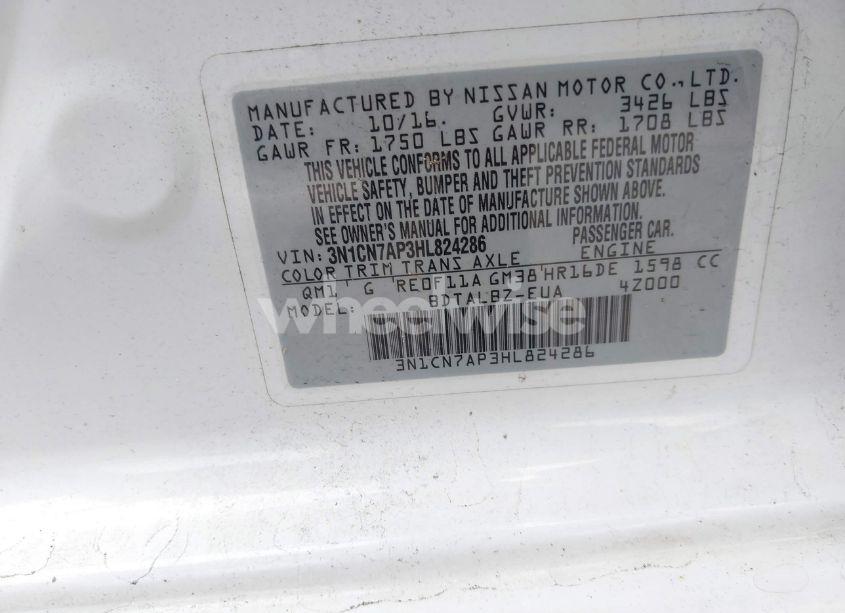 MANUFACTURED BY NISSAN MOTOR CO.,LTD.
DATE: 10/16. GVWR: 3426 LBS
GAWR FR: 1750 LBS GAWR RR: 1708 LBS
THIS VEHICLE CONFORMS TO ALL APPLICABLE FEDERAL MOTOR
VEHICLE SAFETY, BUMPER AND THEFT PREVENTION STANDARDS
IN EFFECT ON THE DATE OF MANUFACTURE SHOWN ABOVE.
SEE OWNER'S MANUAL FOR ADDITIONAL INFORMATION.
VIN: 3N1CN7AP3HL824286 PASSENGER CAR.
COLOR TRIM TRANS AXLE ENGINE
QM1 G RE0F11A GM38 HR16DE 1598 CC
MODEL: BDTALBZ-EUA 4Z000
wheelwise
3N1CN7AP3HL824286